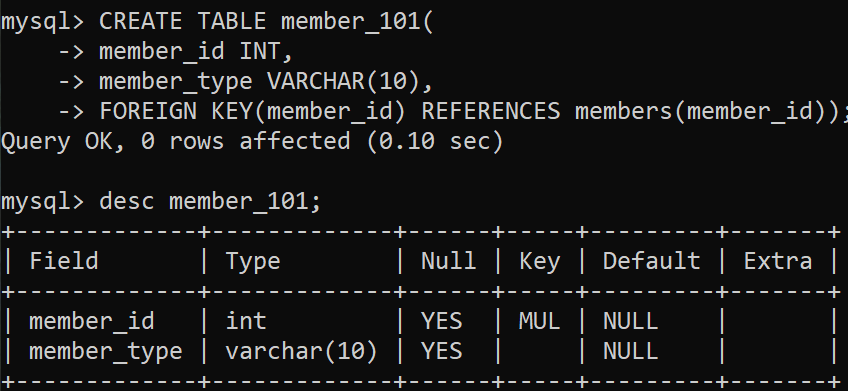 mysql> CREATE TABLE member_101(
    -> member_id INT,
    -> member_type VARCHAR(10),
    -> FOREIGN KEY(member_id) REFERENCES members(member_id));
Query OK, 0 rows affected (0.10 sec)

mysql> desc member_101;
+-------------+-------------+------+-----+---------+-------+
| Field       | Type        | Null | Key | Default | Extra |
+-------------+-------------+------+-----+---------+-------+
| member_id   | int         | YES  | MUL | NULL    |       |
| member_type | varchar(10) | YES  |     | NULL    |       |
+-------------+-------------+------+-----+---------+-------+